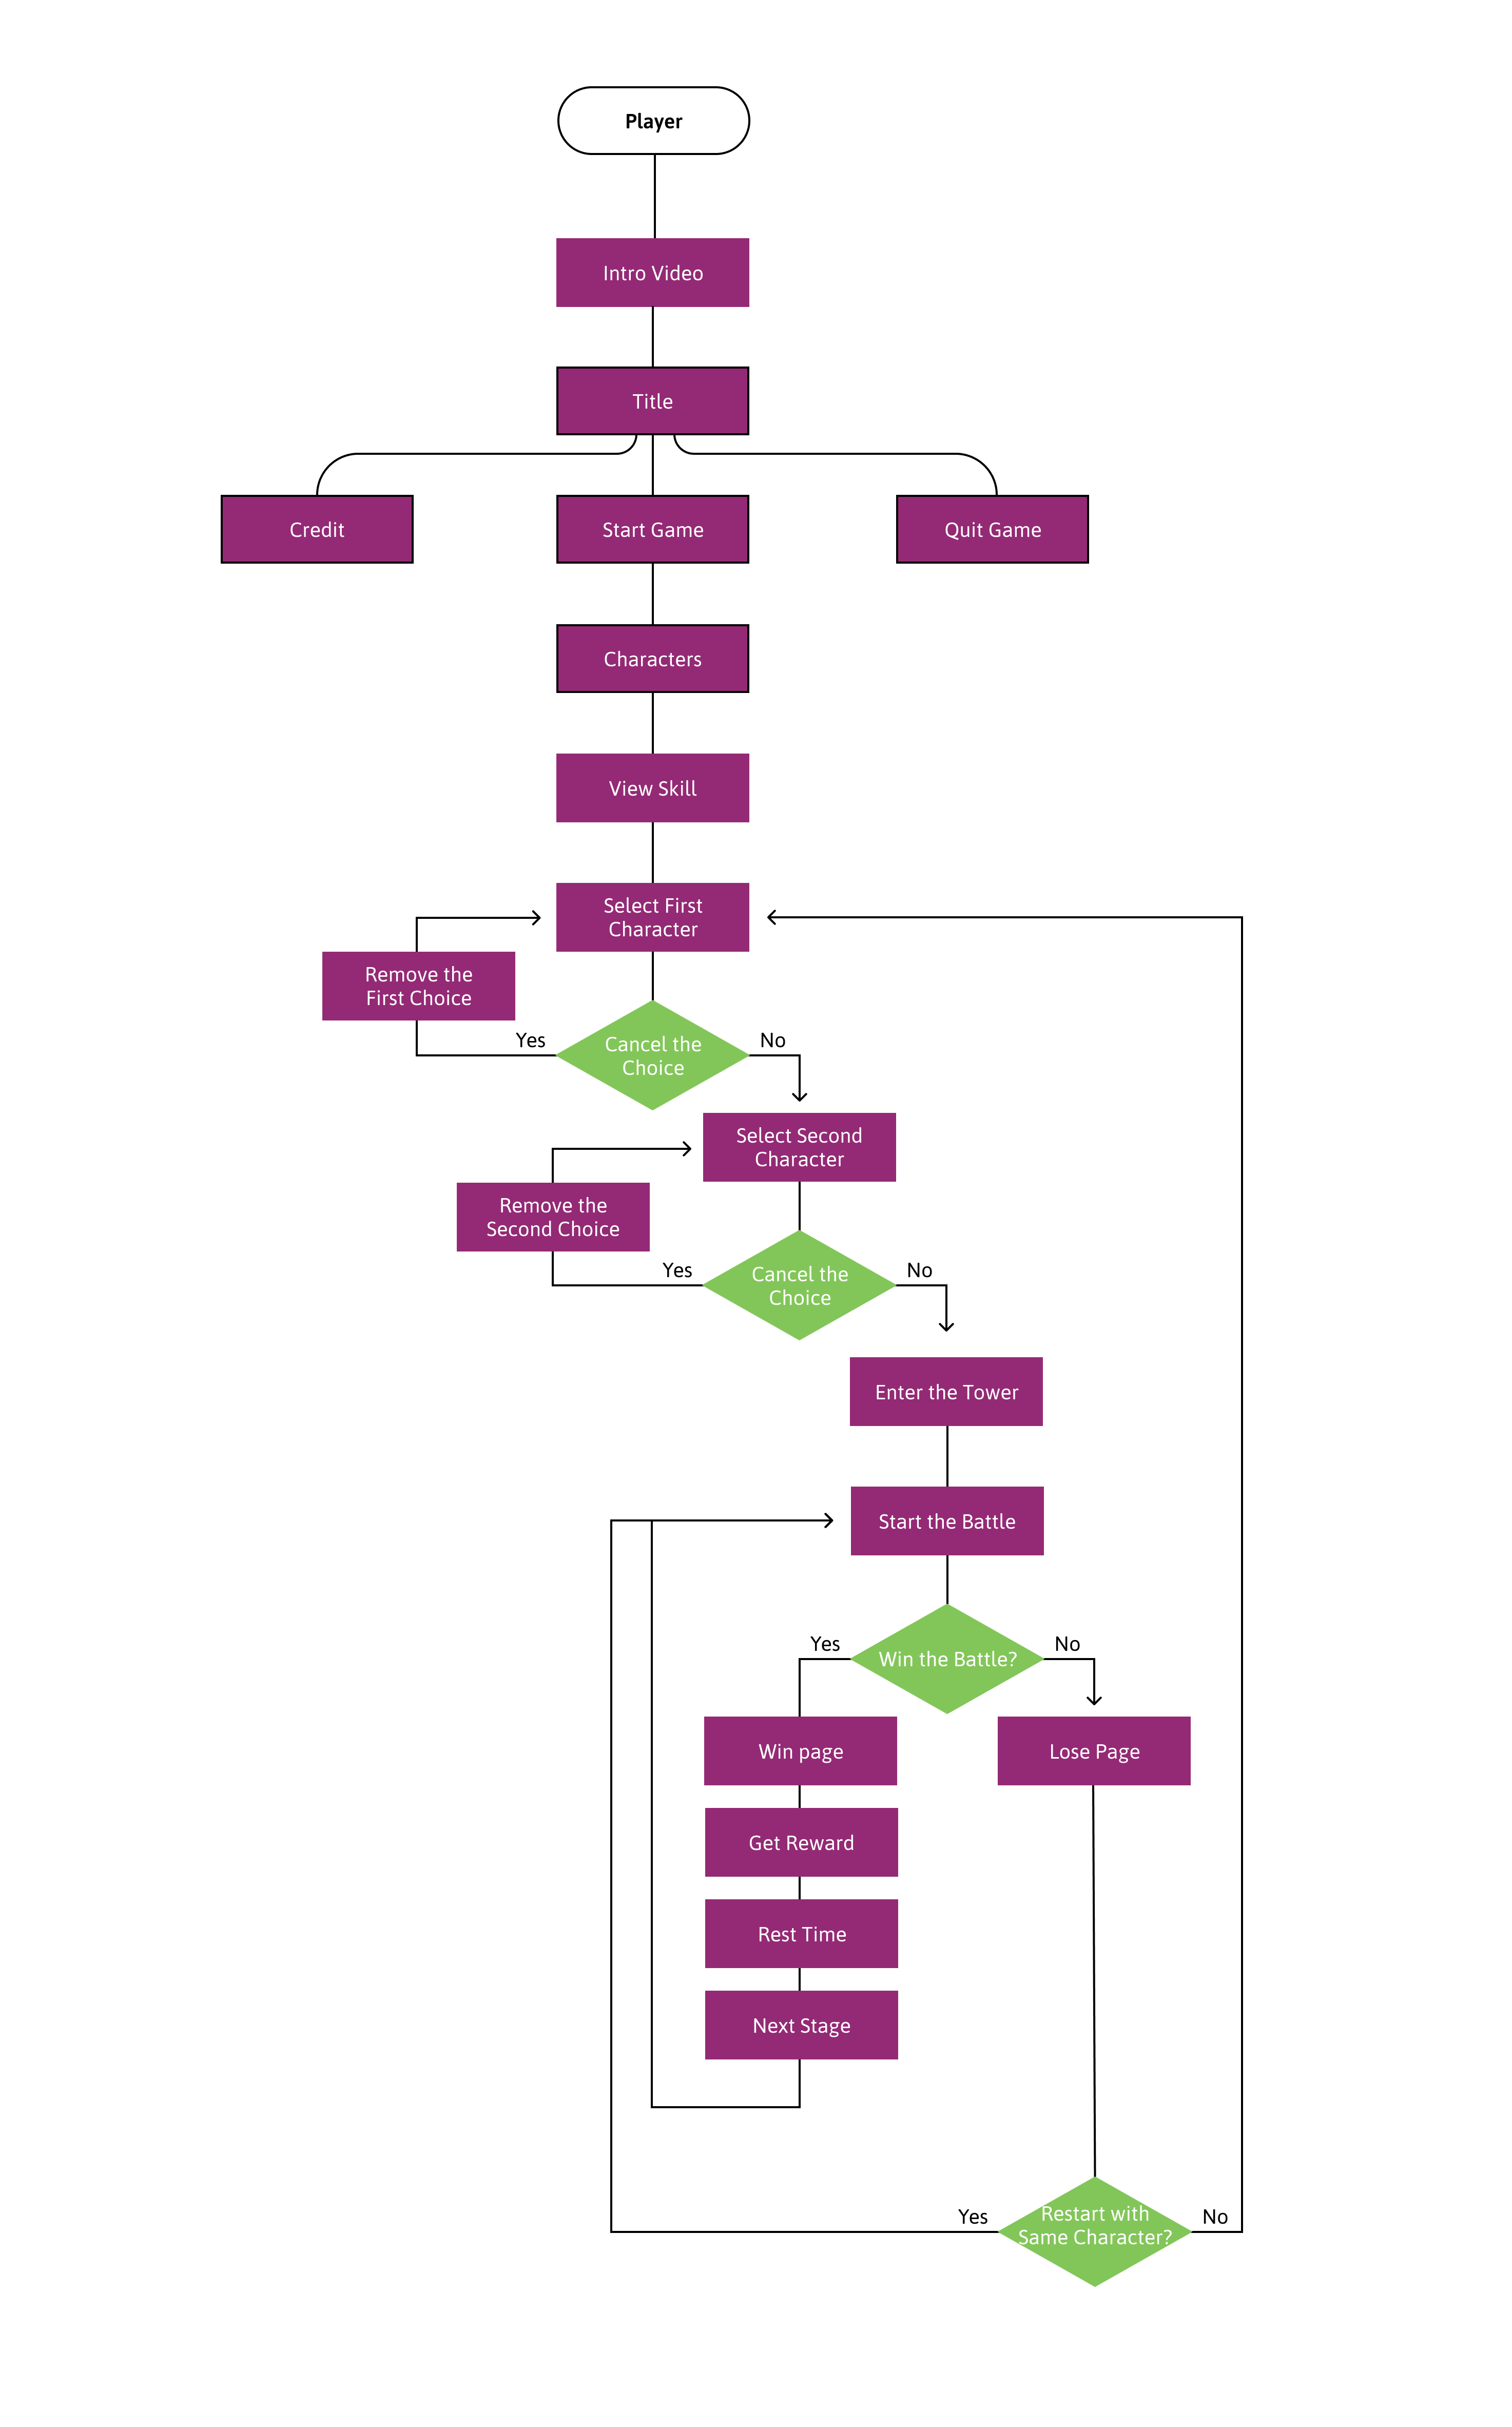 Player
Intro Video
Title
Credit
Start Game
Quit Game
Characters
View Skill
Select First
Character
Remove the
First Choice
Yes
Cancel the
Choice
No
Select Second
Character
Remove the
Second Choice
Yes
Cancel the
Choice
No
Enter the Tower
Start the Battle
Yes
Win the Battle?
No
Win page
Lose Page
Get Reward
Rest Time
Next Stage
Yes
Restart with
Same Character?
No